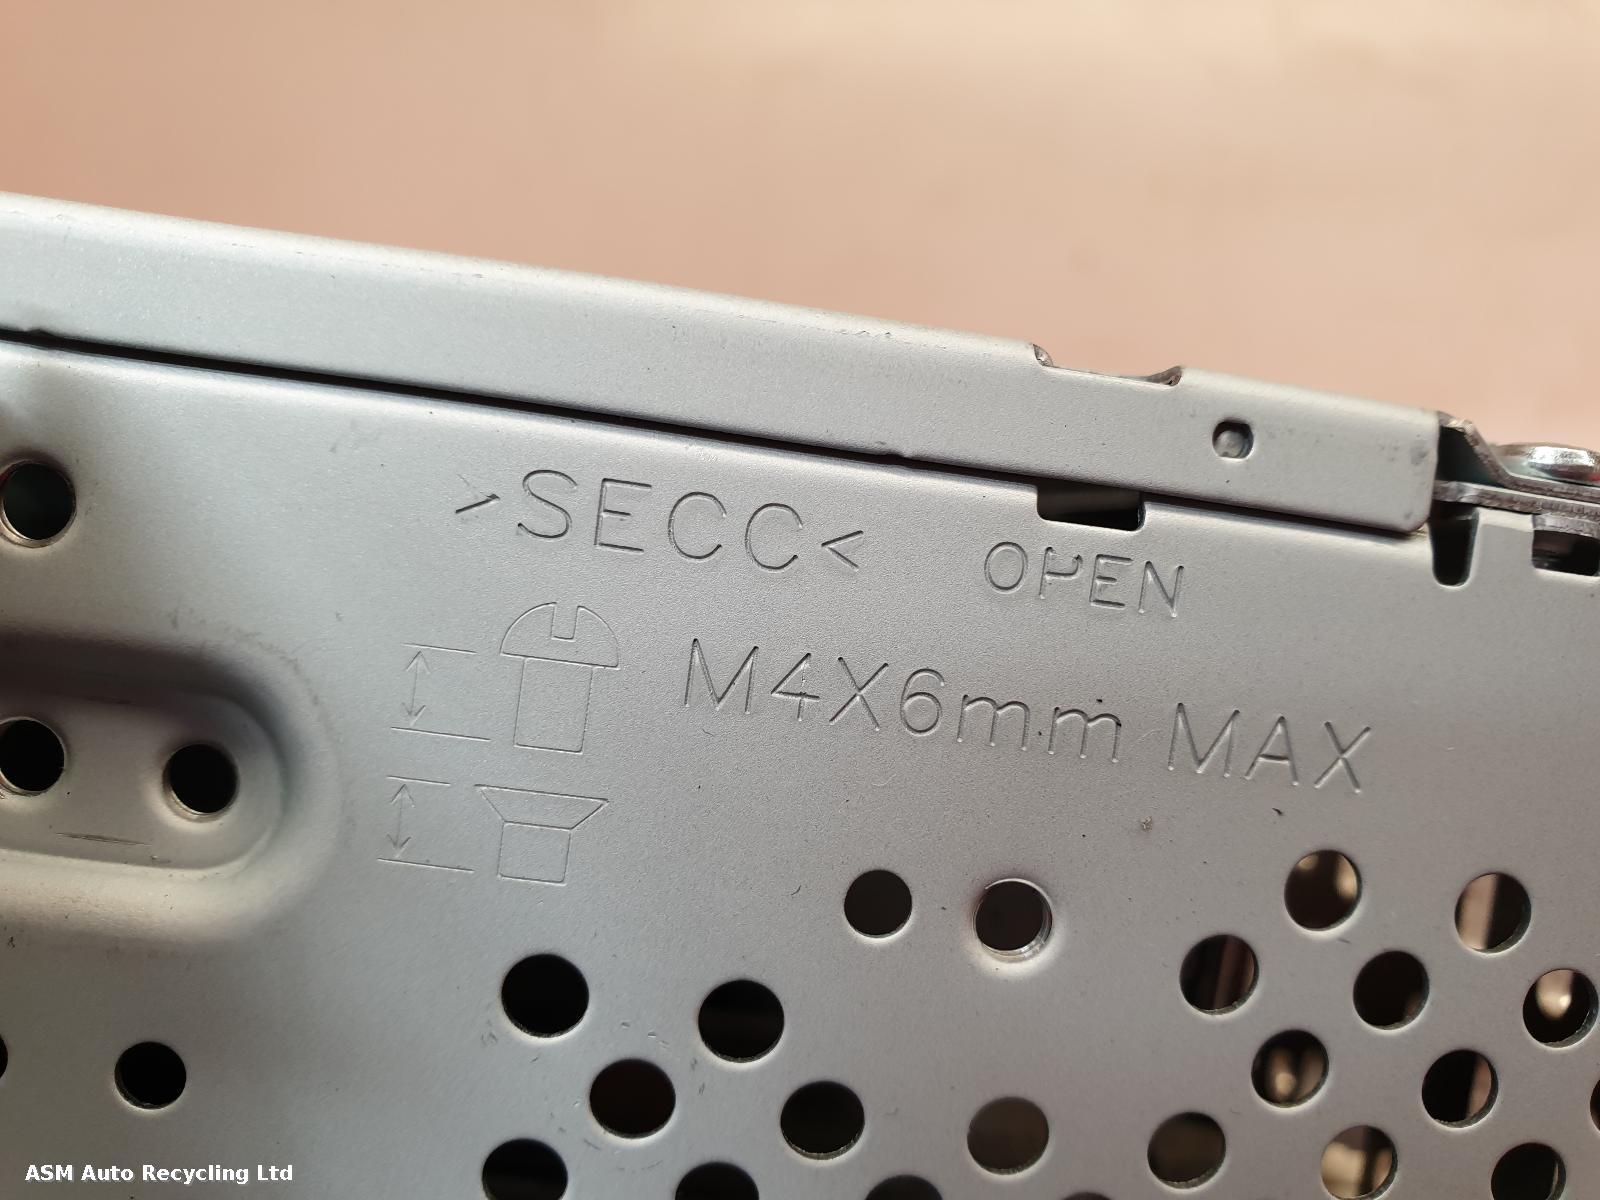 >SECC<
OPEN
M4X6mm MAX
ASM Auto Recycling Ltd